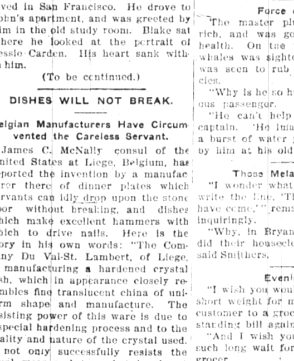 ved in San Francisco. He drove to
ohn's apartment, and was greeted by
im in the old study room. Blake sat
here he looked at the portrait of
essie Carden. His heart sank with-
him.
(To be continued.)
DISHES WILL NOT BREAK.
elgian Manufacturers Have Circum
vented the Careless Servant.
James C. McNally consul of the
nited States at Liege, Belgium, has
eported the invention by a manufac
rer there of dinner plates which
ervants can idly drop upon the stone
oor without breaking, and dishes
hich make excellent hammers with
hich to drive nails. Here is the
ory in his own words: "The Com
any Du Val-St. Lambert, of Liege,
manufacturing a hardened crystal
sh, which in appearance closely re-
mbles fine translucent china of uni-
rm shape and manufacture. The
sisting power of this ware is due to
special hardening process and to the
ality and nature of the crystal used.
not only successfully resists the
Force
The master pl
rich, and was go
health. On the
whales was sight
was seen to rub
cles.
"Why is he so h
ous passenger.
"He can't help
captain. "He
a burst of water
by him at his old
Those Mela
"I wonder what
write the line, 'Th
have come,'" rema
inquiringly.
"Why, in Bryan
did their househo
said Smithers.
Even
"I wish you wou
short weight for m
customer to a groc
standing bill again
"And I wish you
such long wait for
grocer.